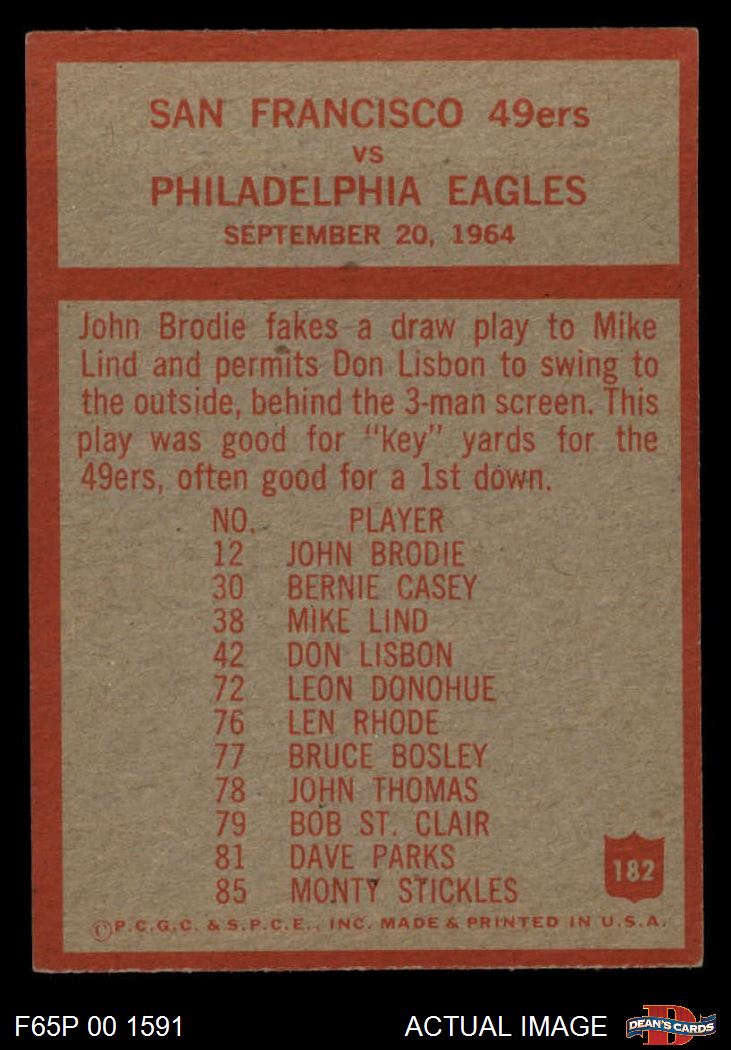 SAN FRANCISCO 49ers
VS
PHILADELPHIA EAGLES
SEPTEMBER 20, 1964
John Brodie fakes a draw play to Mike
Lind and permits Don Lisbon to swing to
the outside, behind the 3-man screen. This
play was good for "key" yards for the
49ers, often good for a 1st down.
NO. PLAYER
12 JOHN BRODIE
30 BERNIE CASEY
38 MIKE LIND
42 DON LISBON
72 LEON DONOHUE
76 LEN RHODE
77 BRUCE BOSLEY
78 JOHN THOMAS
79 BOB ST. CLAIR
81 DAVE PARKS
85 MONTY STICKLES
182
©P.C.G.C. & S.P.C.E., INC. MADE & PRINTED IN U.S.A.
F65P 00 1591 ACTUAL IMAGE
D
DEAN'S CARDS